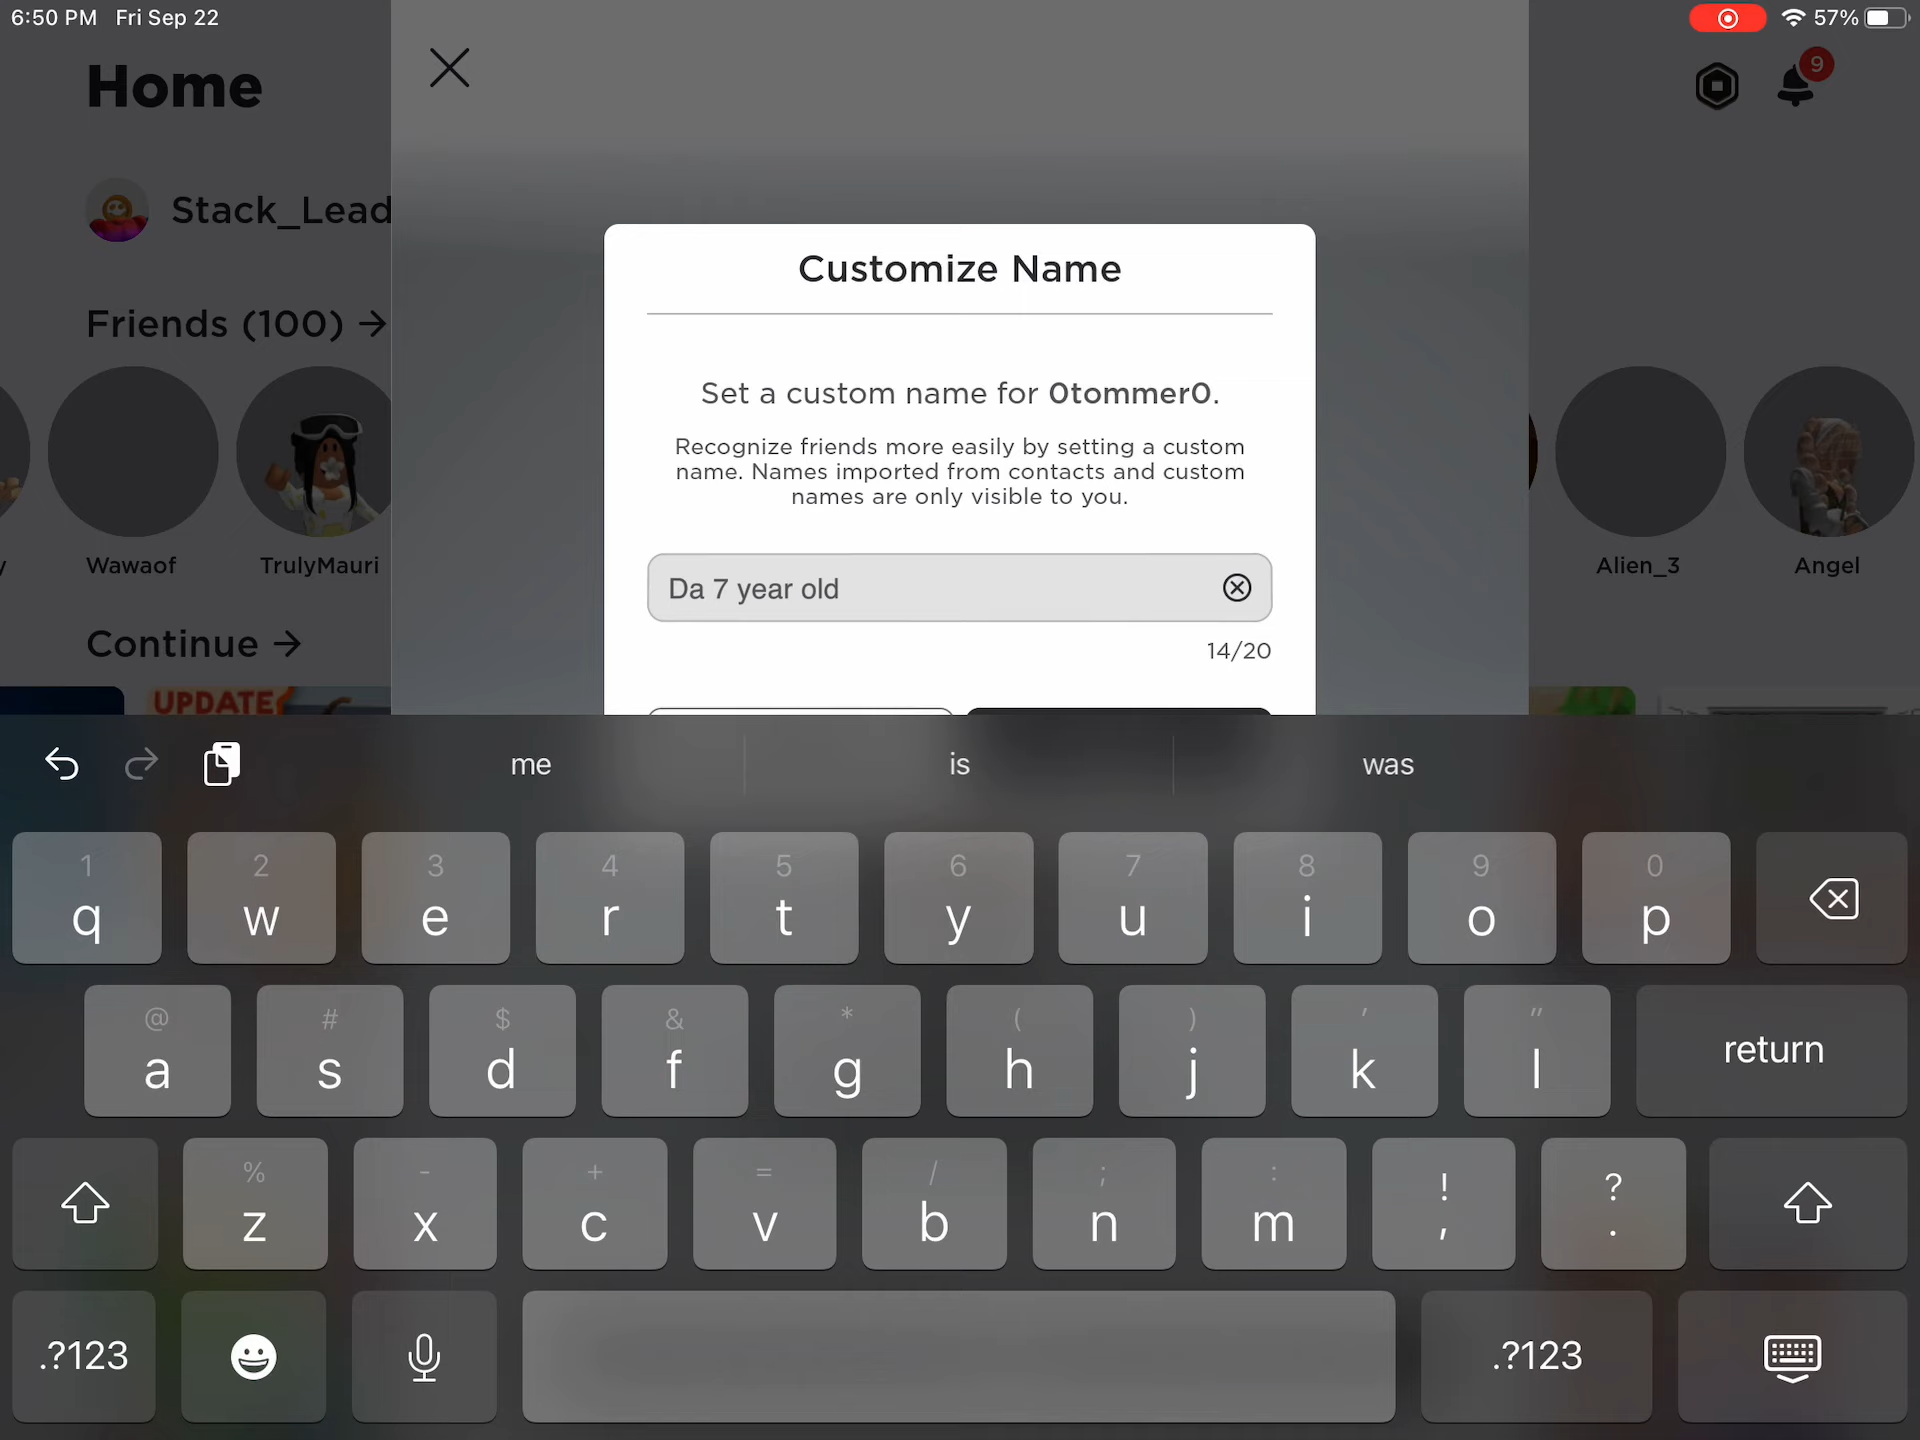 6:50 PM Fri Sep 22
57%
Home
9
Stack_Lead
Friends (100) →
y
Wawaof
TrulyMauri
Alien_3
Angel
Continue →
UPDATE
Customize Name
Set a custom name for 0tommer0.
Recognize friends more easily by setting a custom
name. Names imported from contacts and custom
names are only visible to you.
Da 7 year old
14/20
me is was
1 2 3 4 5 6 7 8 9 0
q w e r t y u i o p
@ # $ & * ( ) ' "
a s d f g h j k l return
% - + = / ; : ! ?
z x c v b n m , .
.?123 .?123